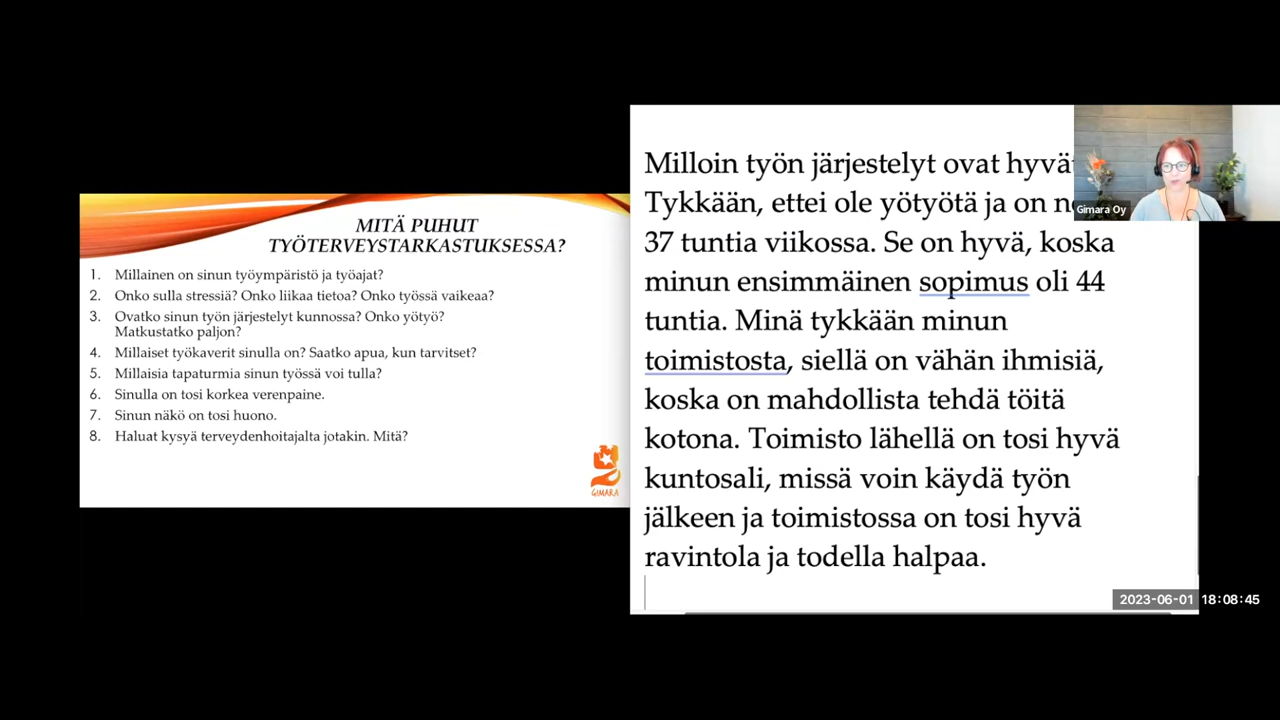 MITÄ PUHUT
TYÖTERVEYSTARKASTUKSESSA?
1. Millainen on sinun työympäristö ja työajat?
2. Onko sulla stressiä? Onko liikaa tietoa? Onko työssä vaikeaa?
3. Ovatko sinun työn järjestelyt kunnossa? Onko yötyö?
Matkustatko paljon?
4. Millaiset työkaverit sinulla on? Saatko apua, kun tarvitset?
5. Millaisia tapaturmia sinun työssä voi tulla?
6. Sinulla on tosi korkea verenpaine.
7. Sinun näkö on tosi huono.
8. Haluat kysyä terveydenhoitajalta jotakin. Mitä?
GIMARA
Milloin työn järjestelyt ovat
Tykkään, ettei ole yötyötä ja on
37 tuntia viikossa. Se on hyvä, koska
minun ensimmäinen sopimus oli 44
tuntia. Minä tykkään minun
toimistosta, siellä on vähän ihmisiä,
koska on mahdollista tehdä töitä
kotona. Toimisto lähellä on tosi hyvä
kuntosali, missä voin käydä työn
jälkeen ja toimistossa on tosi hyvä
ravintola ja todella halpaa.
Gimara Oy
2023-06-01 18:08:45